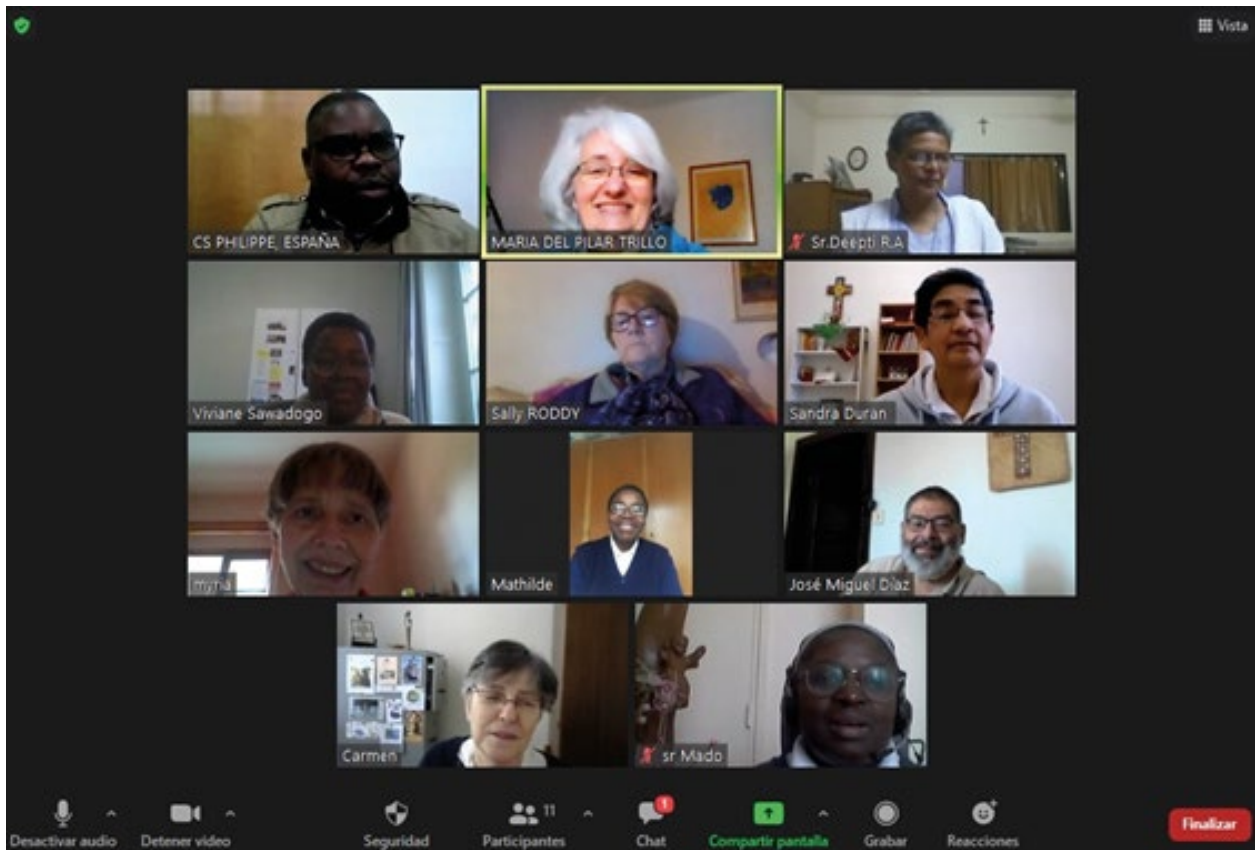 Vista
CS PHILIPPE, ESPAÑA
MARIA DEL PILAR TRILLO
Sr.Deepti R.A
Viviane Sawadogo
Sally RODDY
Sandra Duran
myria
Mathilde
José Miguel Díaz
Carmen
sr Mado
11
1
Desactivar audio
Detener video
Seguridad
Participantes
Chat
Compartir pantalla
Grabar
Reacciones
Finalizar